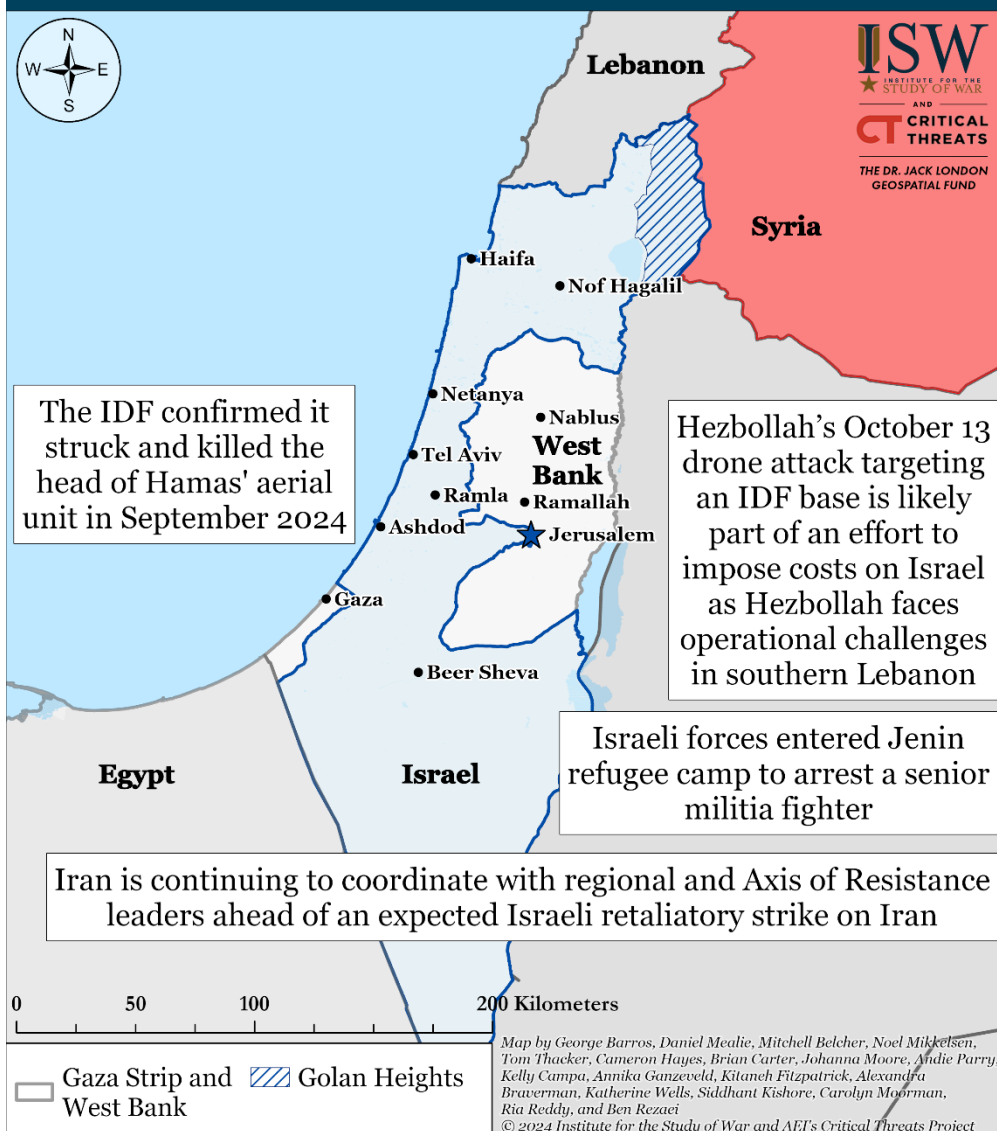 N
W
E
S
Lebanon
ISW
INSTITUTE FOR THE
STUDY OF WAR
AND
CT CRITICAL
THREATS
THE DR. JACK LONDON
GEOSPATIAL FUND
Syria
Haifa
Nof Hagalil
Netanya
Nablus
West
Bank
Tel Aviv
Ramla
Ramallah
Ashdod
Jerusalem
Gaza
Beer Sheva
The IDF confirmed it
struck and killed the
head of Hamas' aerial
unit in September 2024
Hezbollah’s October 13
drone attack targeting
an IDF base is likely
part of an effort to
impose costs on Israel
as Hezbollah faces
operational challenges
in southern Lebanon
Egypt
Israel
Israeli forces entered Jenin
refugee camp to arrest a senior
militia fighter
Iran is continuing to coordinate with regional and Axis of Resistance
leaders ahead of an expected Israeli retaliatory strike on Iran
0 50 100 200 Kilometers
Gaza Strip and
West Bank
Golan Heights
Map by George Barros, Daniel Mealie, Mitchell Belcher, Noel Mikkelsen,
Tom Thacker, Cameron Hayes, Brian Carter, Johanna Moore, Andie Parry,
Kelly Campa, Annika Ganzeveld, Kitaneh Fitzpatrick, Alexandra
Braverman, Katherine Wells, Siddhant Kishore, Carolyn Moorman,
Ria Reddy, and Ben Rezaei
© 2024 Institute for the Study of War and AEI's Critical Threats Project